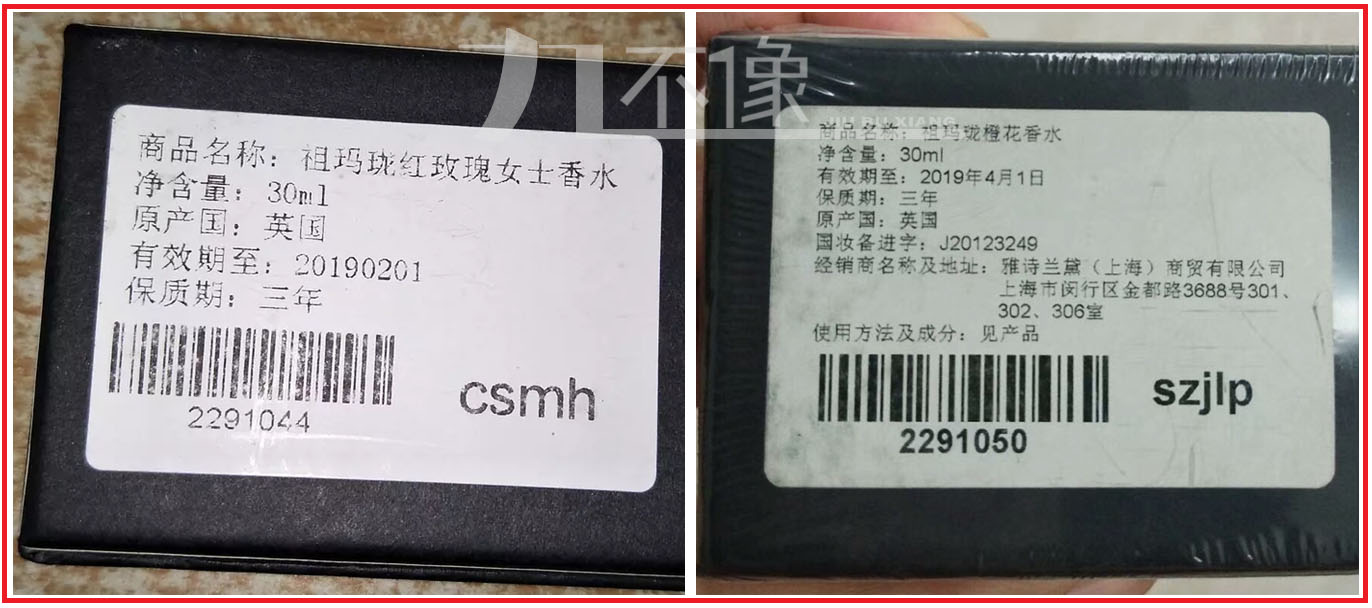 九不像
JIU BU XIANG
商品名称：祖玛珑红玫瑰女士香水
净含量：30ml
原产国：英国
有效期至：20190201
保质期：三年
2291044
csmh
商品名称：祖玛珑橙花香水
净含量：30ml
有效期至：2019年4月1日
保质期：三年
原产国：英国
国妆备进字：J20123249
经销商名称及地址：雅诗兰黛（上海）商贸有限公司
上海市闵行区金都路3688号301、
302、306室
使用方法及成分：见产品
2291050
szjlp